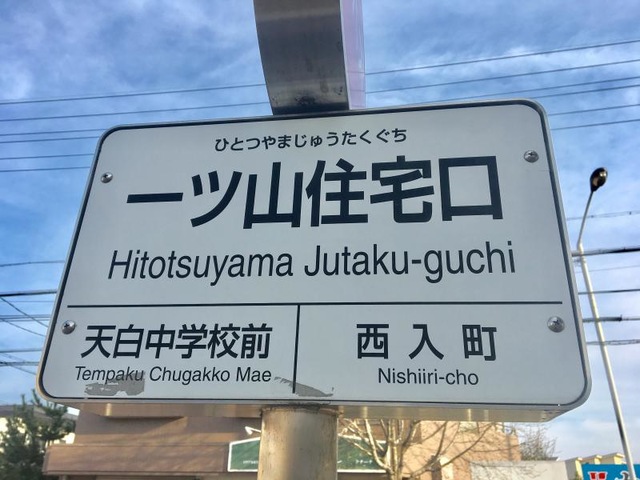 ひとつやまじゅうたくぐち
一ツ山住宅口
Hitotsuyama Jutaku-guchi
天白中学校前
Tempaku Chugakko Mae
西入町
Nishiiri-cho